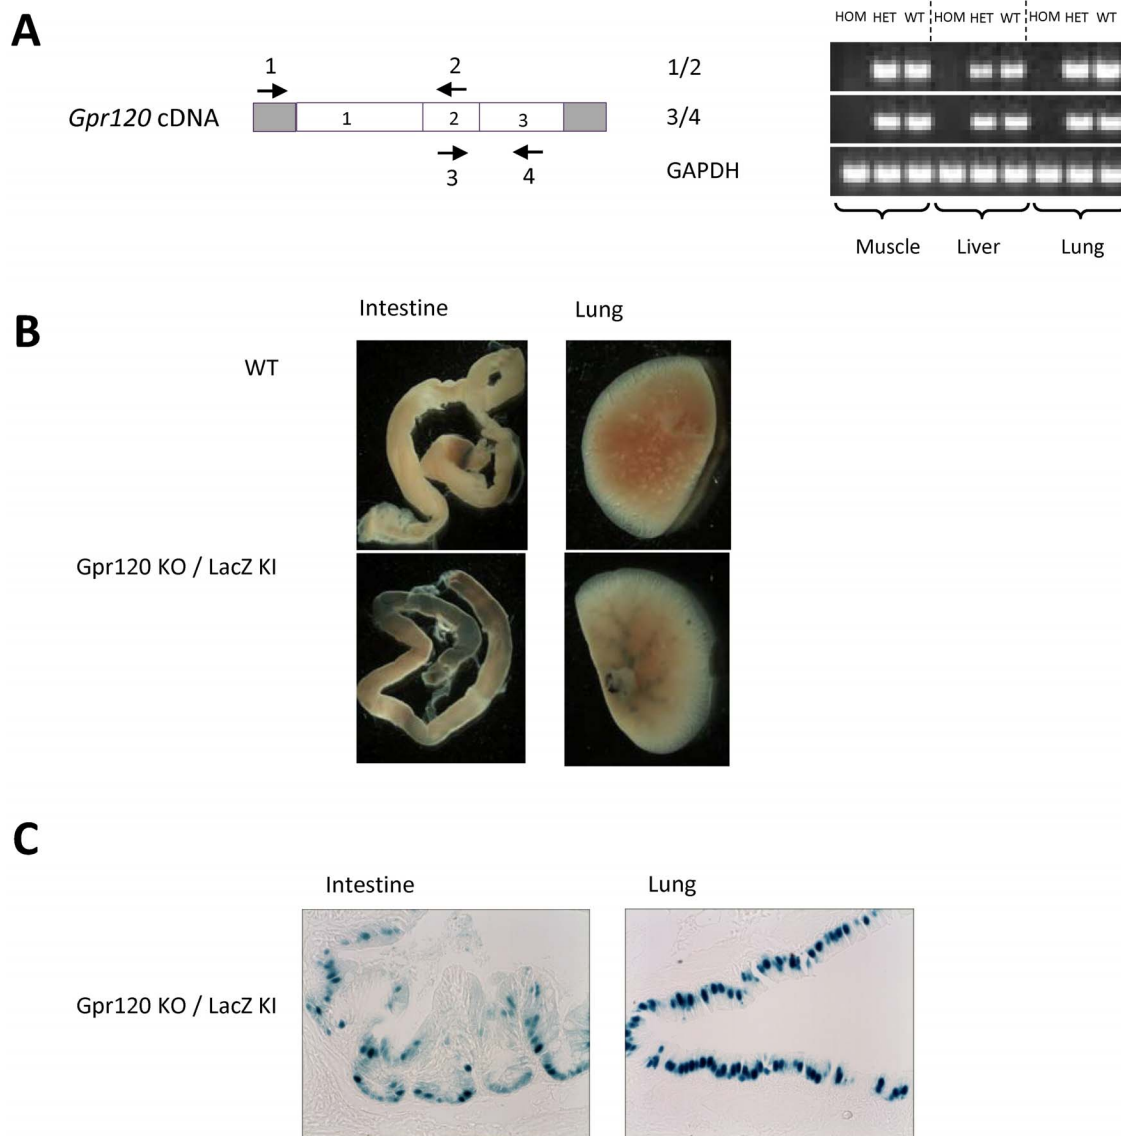 A
HOM HET WT HOM HET WT HOM HET WT
1 2 1/2
Gpr120 cDNA 1 2 3 3/4
3 4 GAPDH
Muscle Liver Lung
B
Intestine Lung
WT
Gpr120 KO / LacZ KI
C
Intestine Lung
Gpr120 KO / LacZ KI